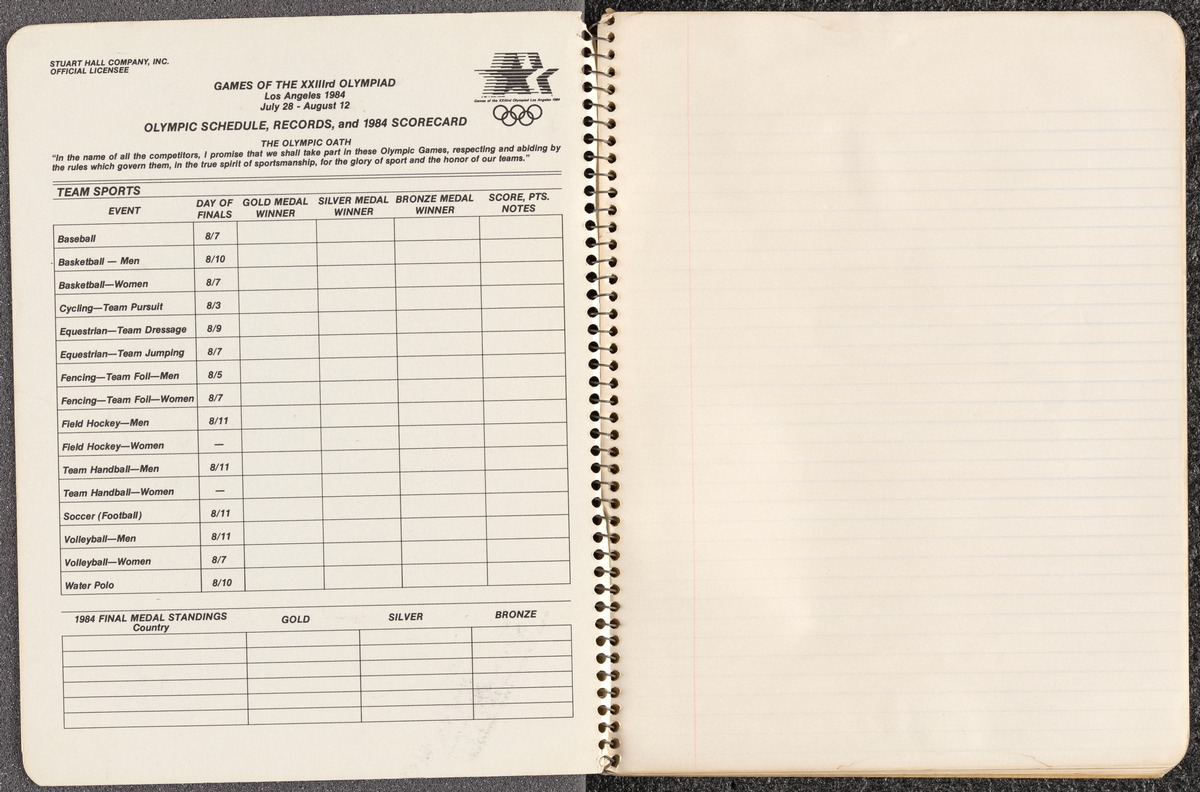 STUART HALL COMPANY, INC.
OFFICIAL LICENSEE
GAMES OF THE XXIIIrd OLYMPIAD
Los Angeles 1984
July 28 - August 12
Games of the XXIIIrd Olympiad Los Angeles 1984
OLYMPIC SCHEDULE, RECORDS, and 1984 SCORECARD
THE OLYMPIC OATH
"In the name of all the competitors, I promise that we shall take part in these Olympic Games, respecting and abiding by
the rules which govern them, in the true spirit of sportsmanship, for the glory of sport and the honor of our teams."
TEAM SPORTS
EVENT DAY OF FINALS GOLD MEDAL WINNER SILVER MEDAL WINNER BRONZE MEDAL WINNER SCORE, PTS. NOTES
Baseball 8/7
Basketball — Men 8/10
Basketball—Women 8/7
Cycling—Team Pursuit 8/3
Equestrian—Team Dressage 8/9
Equestrian—Team Jumping 8/7
Fencing—Team Foil—Men 8/5
Fencing—Team Foil—Women 8/7
Field Hockey—Men 8/11
Field Hockey—Women —
Team Handball—Men 8/11
Team Handball—Women —
Soccer (Football) 8/11
Volleyball—Men 8/11
Volleyball—Women 8/7
Water Polo 8/10
1984 FINAL MEDAL STANDINGS GOLD SILVER BRONZE
Country